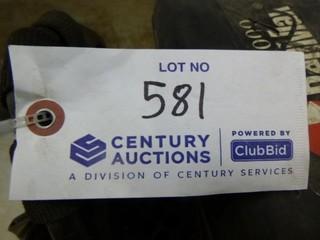 LOT NO
581
CENTURY
AUCTIONS
POWERED BY
ClubBid
A DIVISION OF CENTURY SERVICES